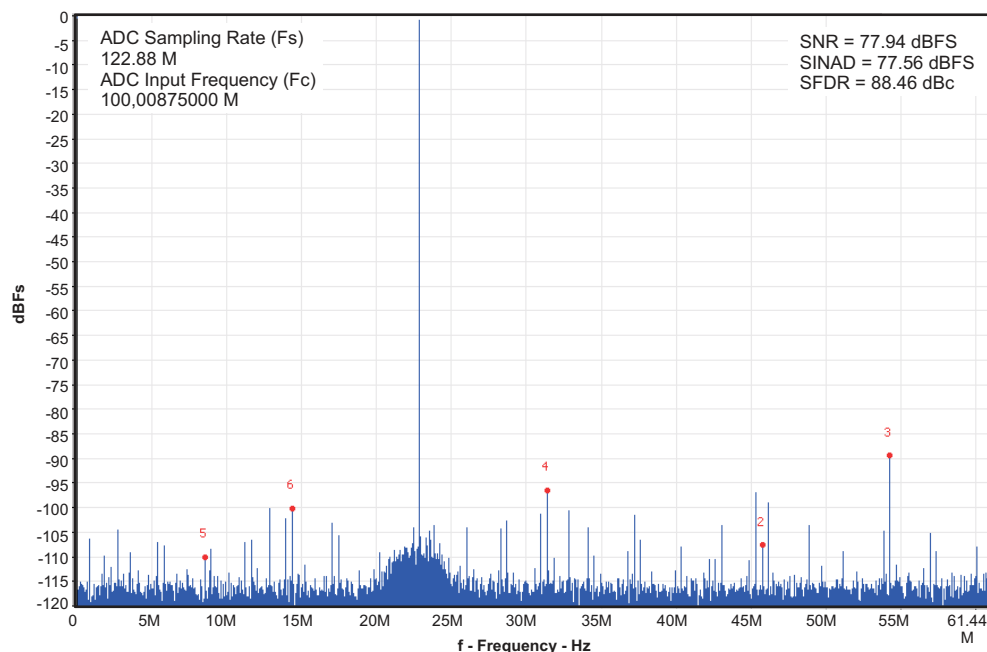 ADC Sampling Rate (Fs)
122.88 M
ADC Input Frequency (Fc)
100,00875000 M
SNR = 77.94 dBFS
SINAD = 77.56 dBFS
SFDR = 88.46 dBc
dBFs
0
-5
-10
-15
-20
-25
-30
-35
-40
-45
-50
-55
-60
-65
-70
-75
-80
-85
-90
-95
-100
-105
-110
-115
-120
3
4
6
2
5
0
5M
10M
15M
20M
25M
30M
35M
40M
45M
50M
55M
61.44
M
f - Frequency - Hz